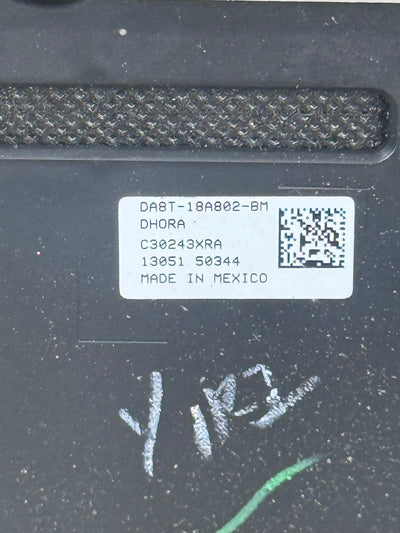 DA8T-18A802-BM
DHORA
C30243XRA
13051 50344
MADE IN MEXICO